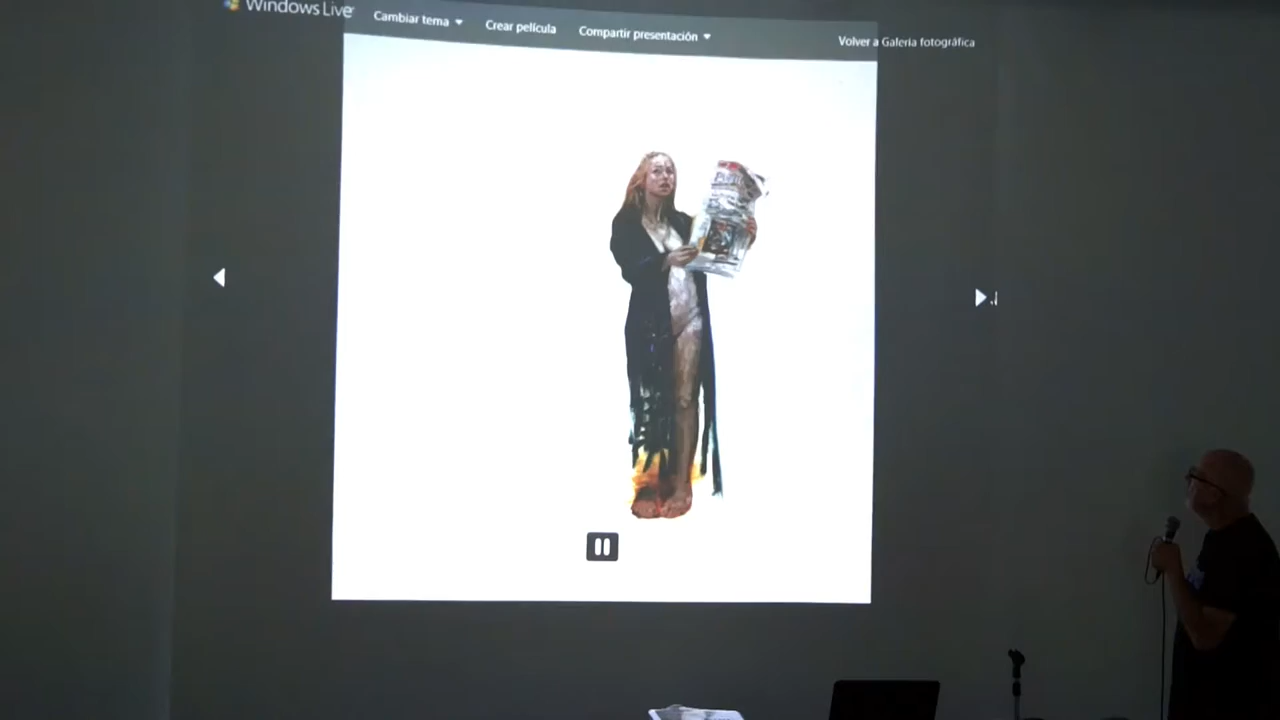 Windows Live
Cambiar tema
Crear película
Compartir presentación
Volver a Galería fotográfica